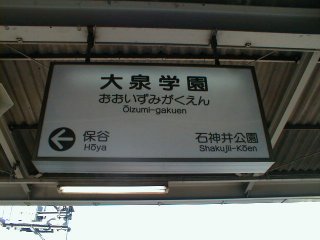 大泉学園
おおいずみがくえん
Ōizumi-gakuen
保谷
Hōya
石神井公園
Shakujii-Kōen